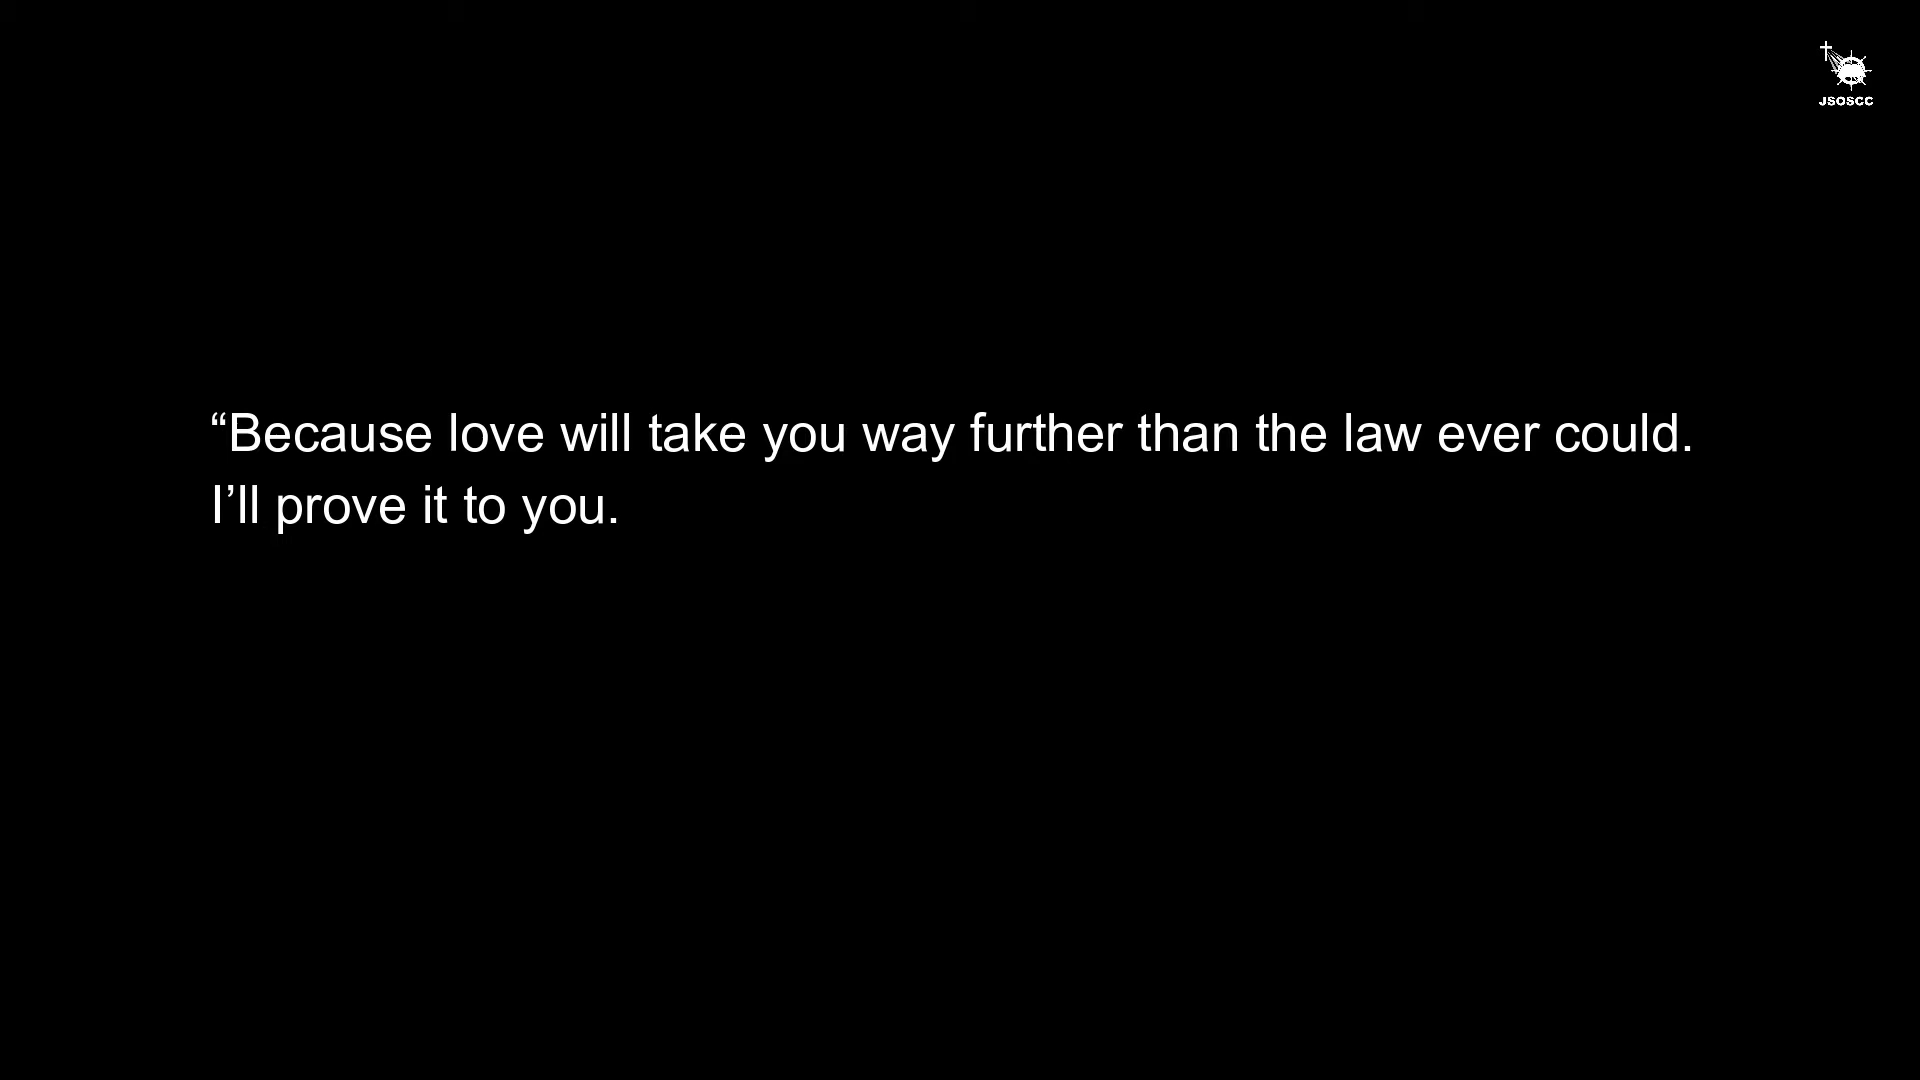 JSOSCC
“Because love will take you way further than the law ever could.
I’ll prove it to you.